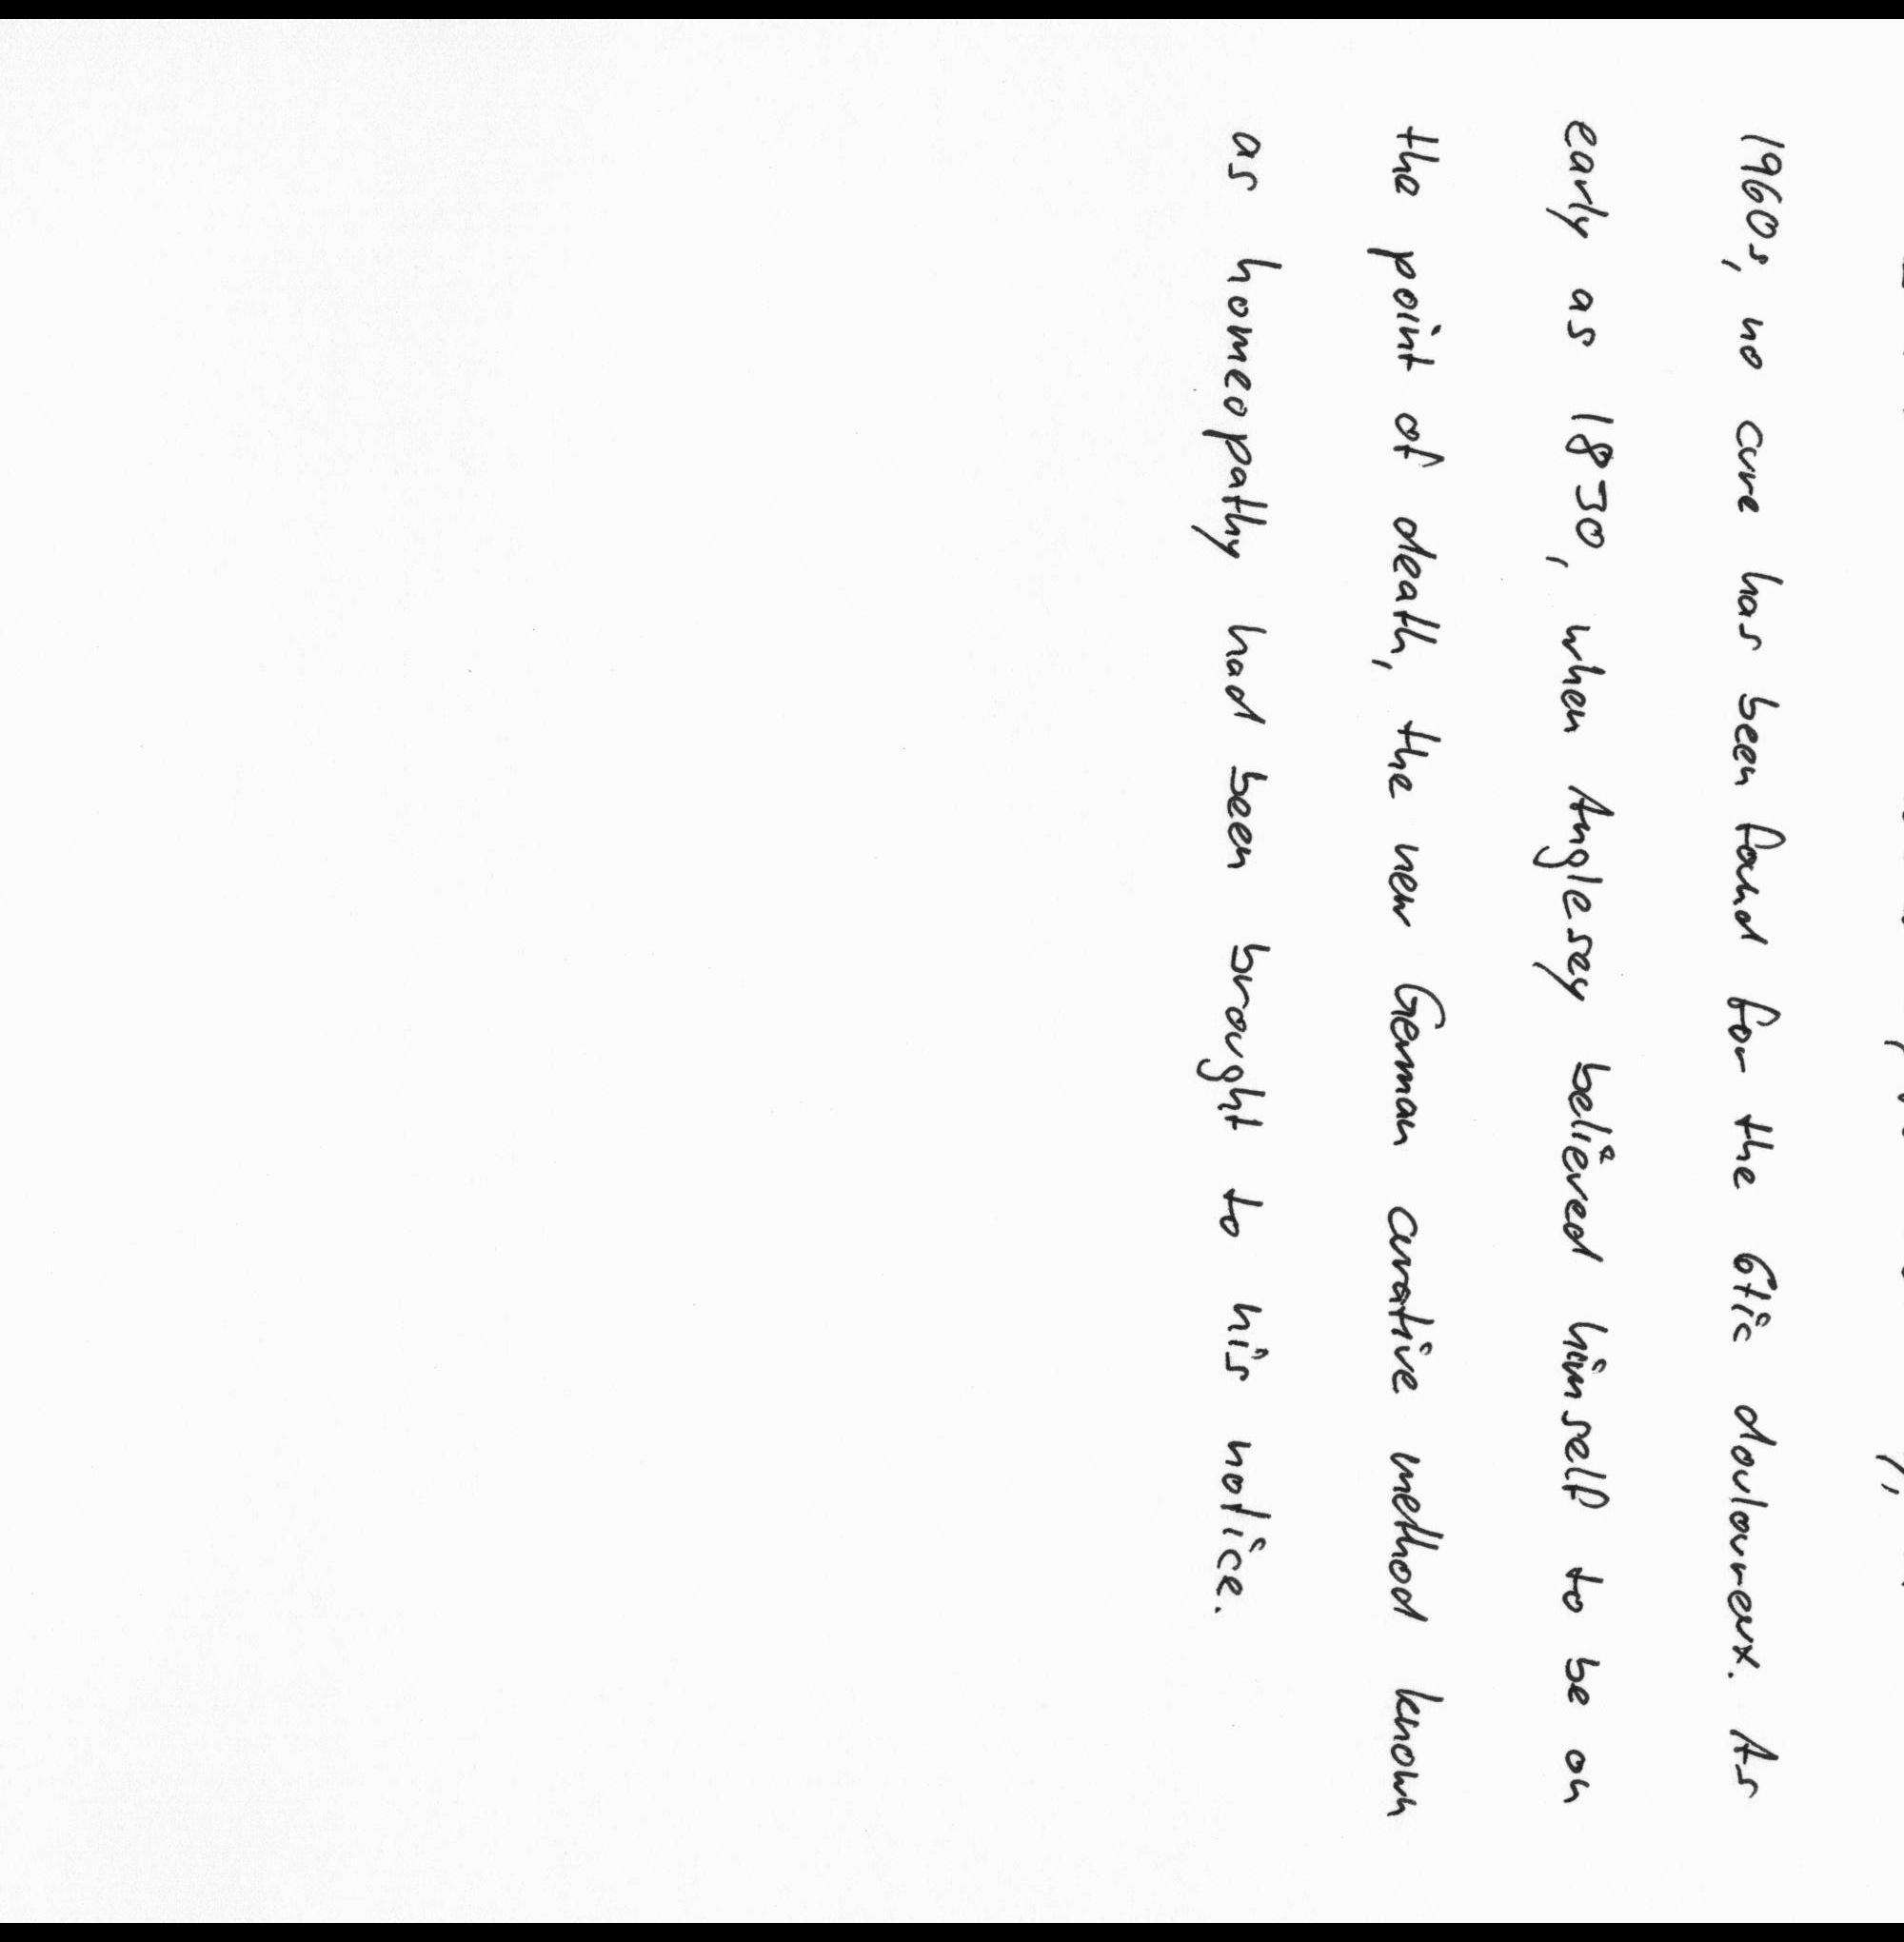 1960s, no cure has been found for the 6tic douloureux. As
early as 1830, when Anglesey believed himself to be on
the point of death, the new German curative method known
as homeopathy had been brought to his notice.